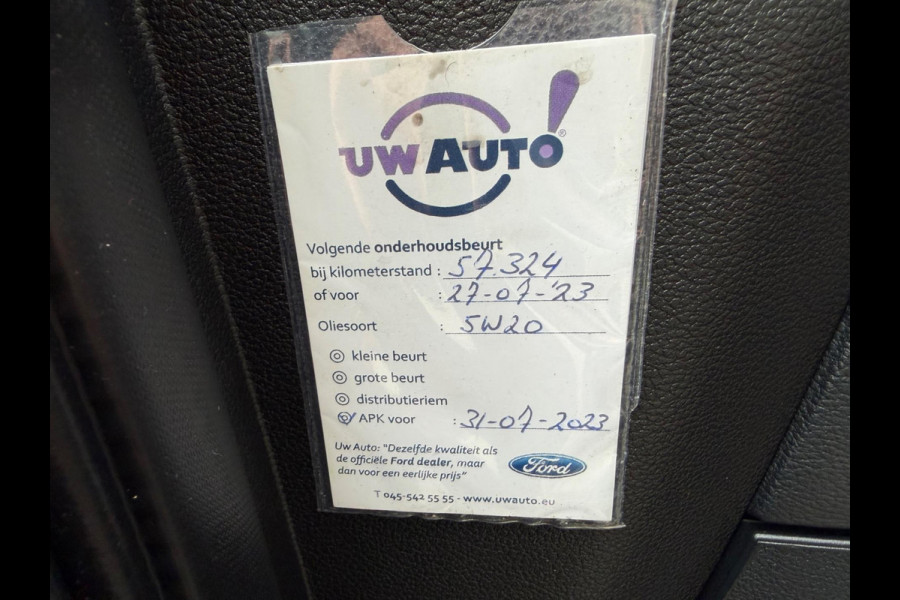 UW AUTO!®
Volgende onderhoudsbeurt
bij kilometerstand : 57.324
of voor : 27-07-'23
Oliesoort : 5W20
kleine beurt
grote beurt
distributieriem
APK voor : 31-07-2023
Uw Auto: "Dezelfde kwaliteit als
de officiële Ford dealer, maar
dan voor een eerlijke prijs"
Ford
T 045-542 55 55 - www.uwauto.eu